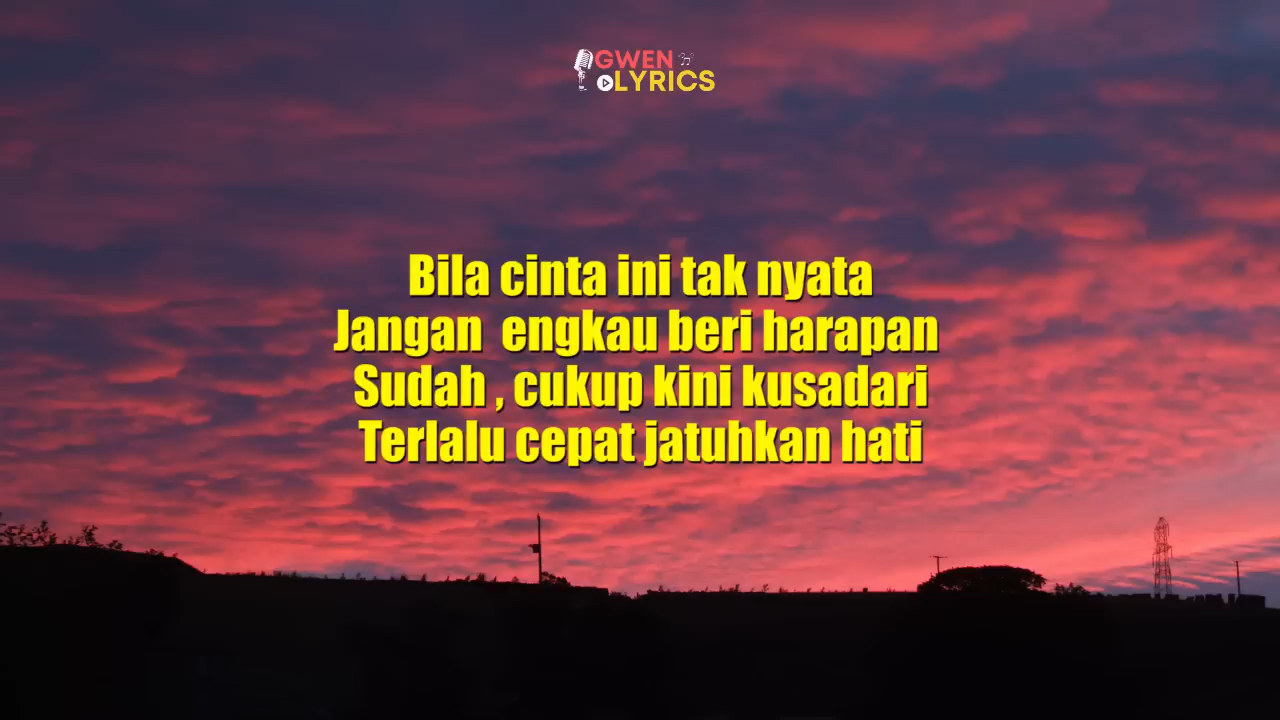 GWEN
LYRICS
Bila cinta ini tak nyata
Jangan  engkau beri harapan
Sudah , cukup kini kusadari
Terlalu cepat jatuhkan hati